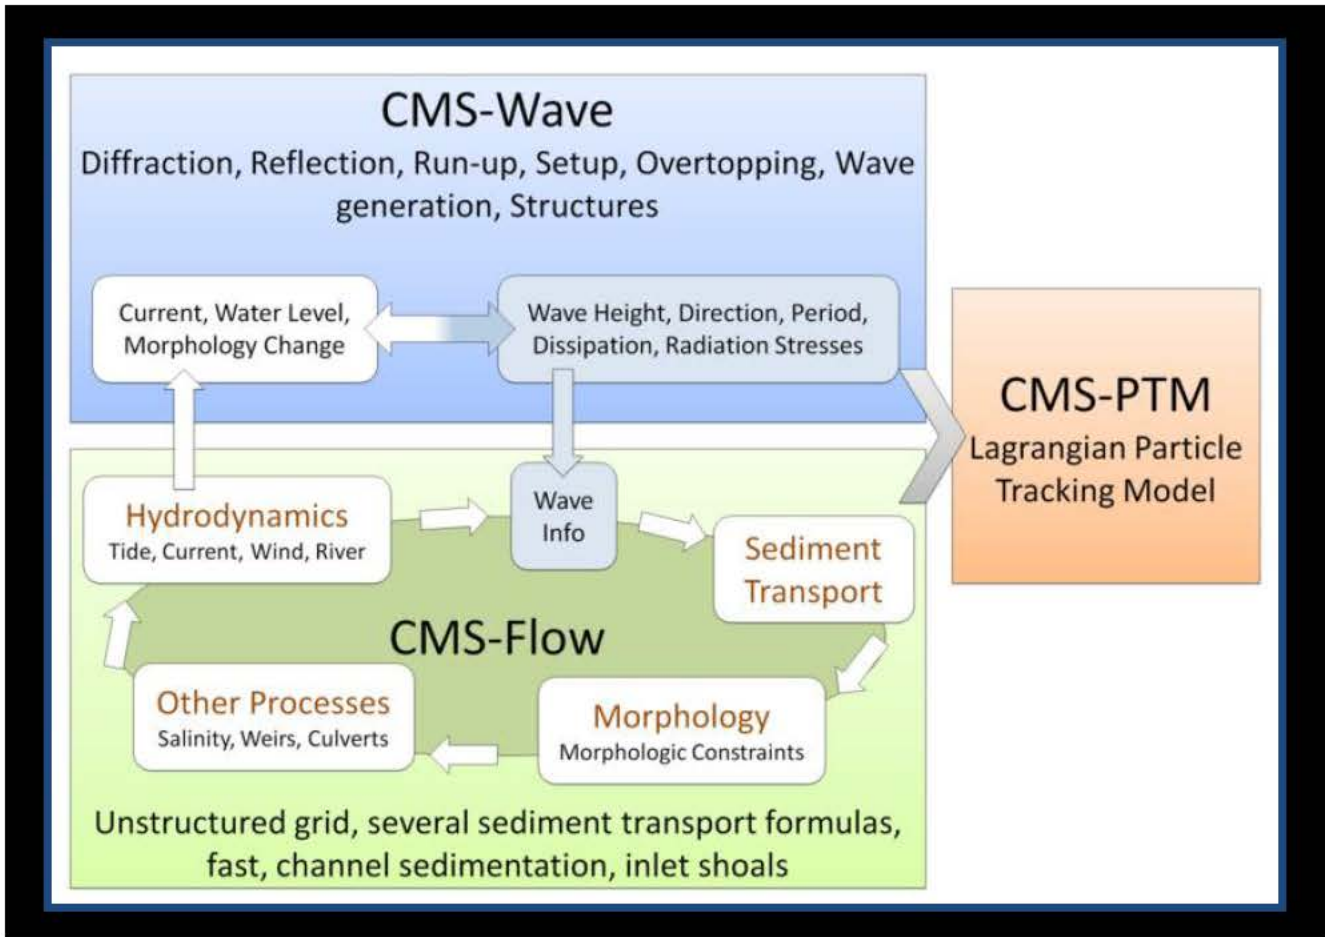 CMS-Wave
Diffraction, Reflection, Run-up, Setup, Overtopping, Wave
generation, Structures
Current, Water Level,
Morphology Change
Wave Height, Direction, Period,
Dissipation, Radiation Stresses
CMS-PTM
Lagrangian Particle
Tracking Model
Hydrodynamics
Tide, Current, Wind, River
Wave
Info
Sediment
Transport
CMS-Flow
Other Processes
Salinity, Weirs, Culverts
Morphology
Morphologic Constraints
Unstructured grid, several sediment transport formulas,
fast, channel sedimentation, inlet shoals